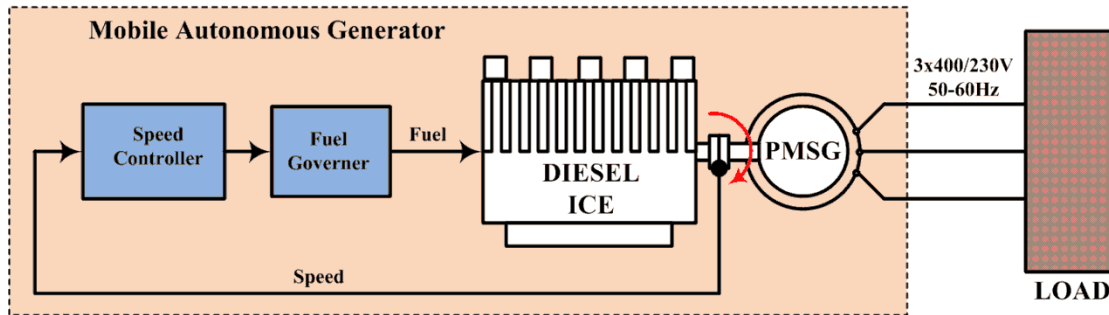 Mobile Autonomous Generator
3x400/230V
50-60Hz
Speed
Controller
Fuel
Governer
Fuel
DIESEL
ICE
PMSG
Speed
LOAD